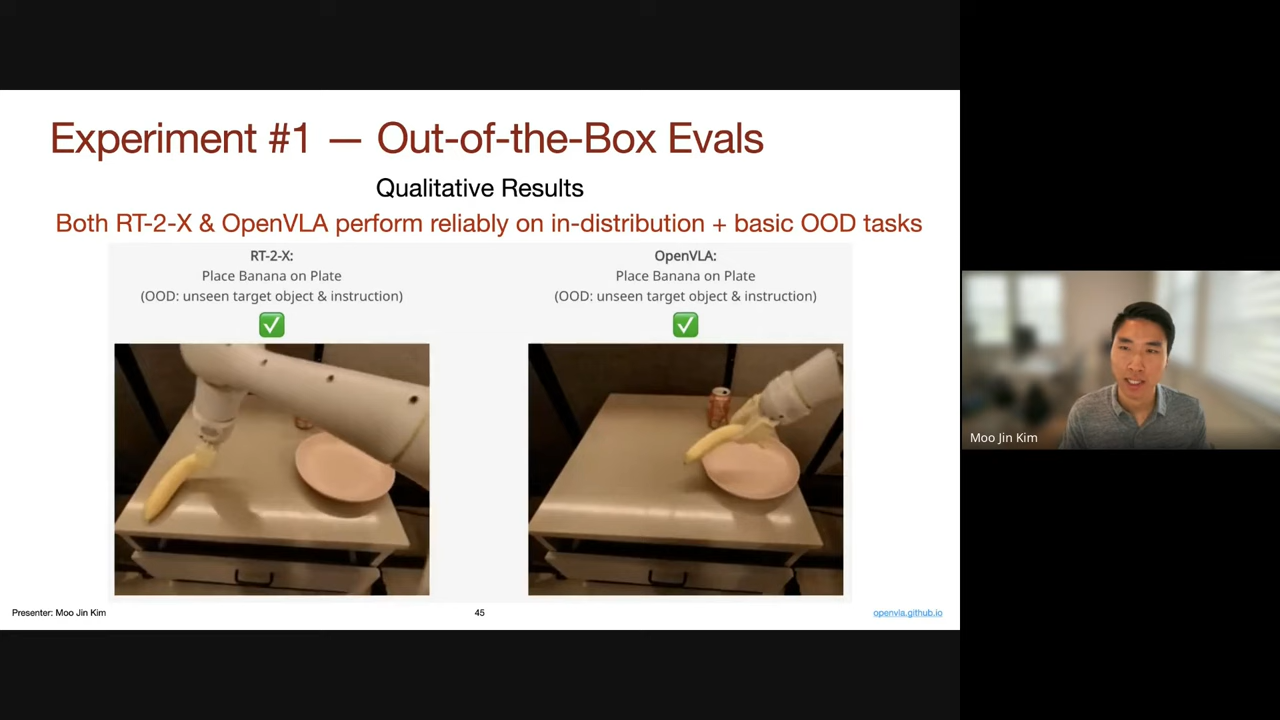 Experiment #1 — Out-of-the-Box Evals
Qualitative Results
Both RT-2-X & OpenVLA perform reliably on in-distribution + basic OOD tasks
RT-2-X:
Place Banana on Plate
(OOD: unseen target object & instruction)
OpenVLA:
Place Banana on Plate
(OOD: unseen target object & instruction)
Presenter: Moo Jin Kim
45
openvla.github.io
Moo Jin Kim